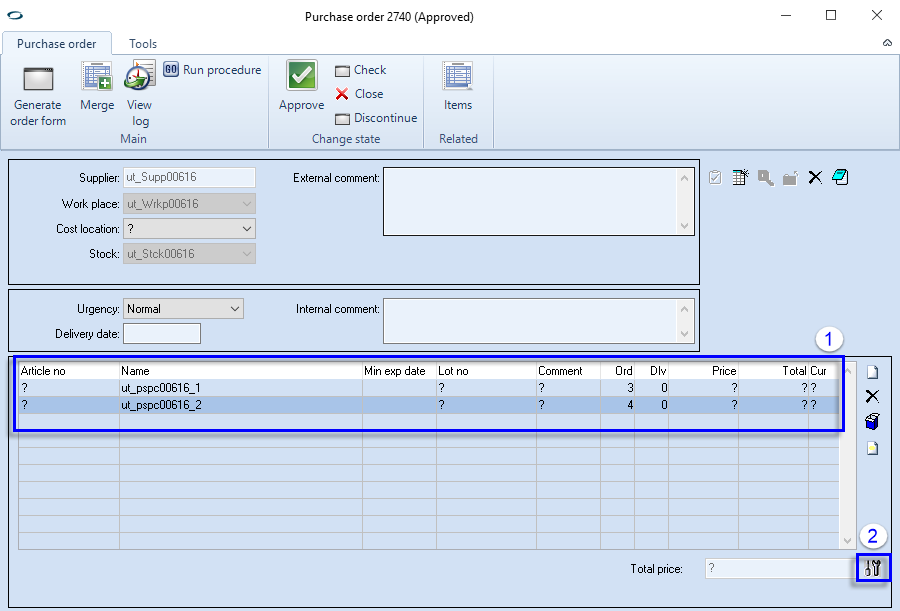 Purchase order 2740 (Approved)
Purchase order Tools
Generate order form
Merge
View log
GO Run procedure
Main
Approve
Check
Close
Discontinue
Change state
Items
Related
Supplier: ut_Supp00616
Work place: ut_Wrkp00616
Cost location: ?
Stock: ut_Stck00616
External comment:
Urgency: Normal
Delivery date:
Internal comment:
1
Article no Name Min exp date Lot no Comment Ord Dlv Price Total Cur
? ut_pspc00616_1 ? ? 3 0 ? ? ?
? ut_pspc00616_2 ? ? 4 0 ? ? ?
2
Total price: ?